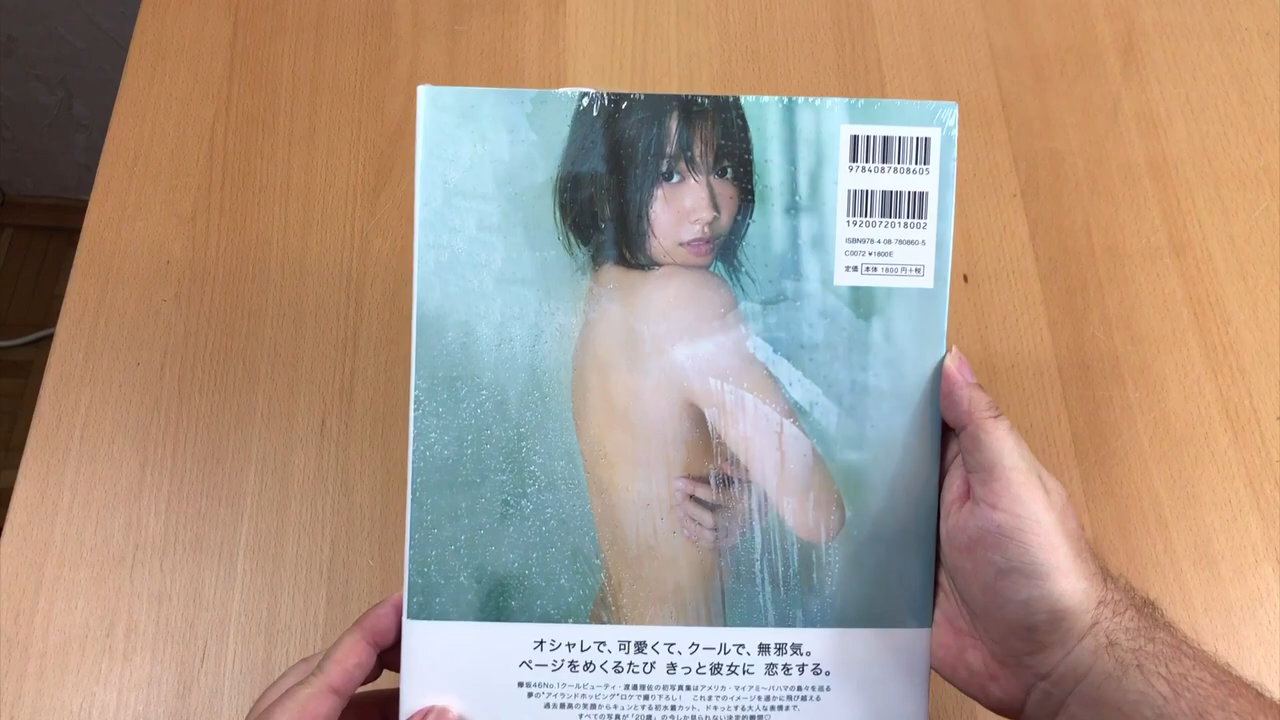 9784087808605
1920072018002
ISBN978-4-08-780860-5
C0072 ¥1800E
定価 本体 1800円+税
オシャレで、可愛くて、クールで、無邪気。
ページをめくるたび きっと彼女に 恋をする。
欅坂46No.1クールビューティ・渡邉理佐の初写真集はアメリカ・マイアミ〜バハマの島々を巡る
夢の"アイランドホッピング"ロケで撮り下ろし! これまでのイメージを遥かに飛び越える
過去最高の笑顔からキュンとする初水着カット、ドキっとする大人な表情まで、
すべての写真が「20歳」の今しか見られない決定的瞬間♡